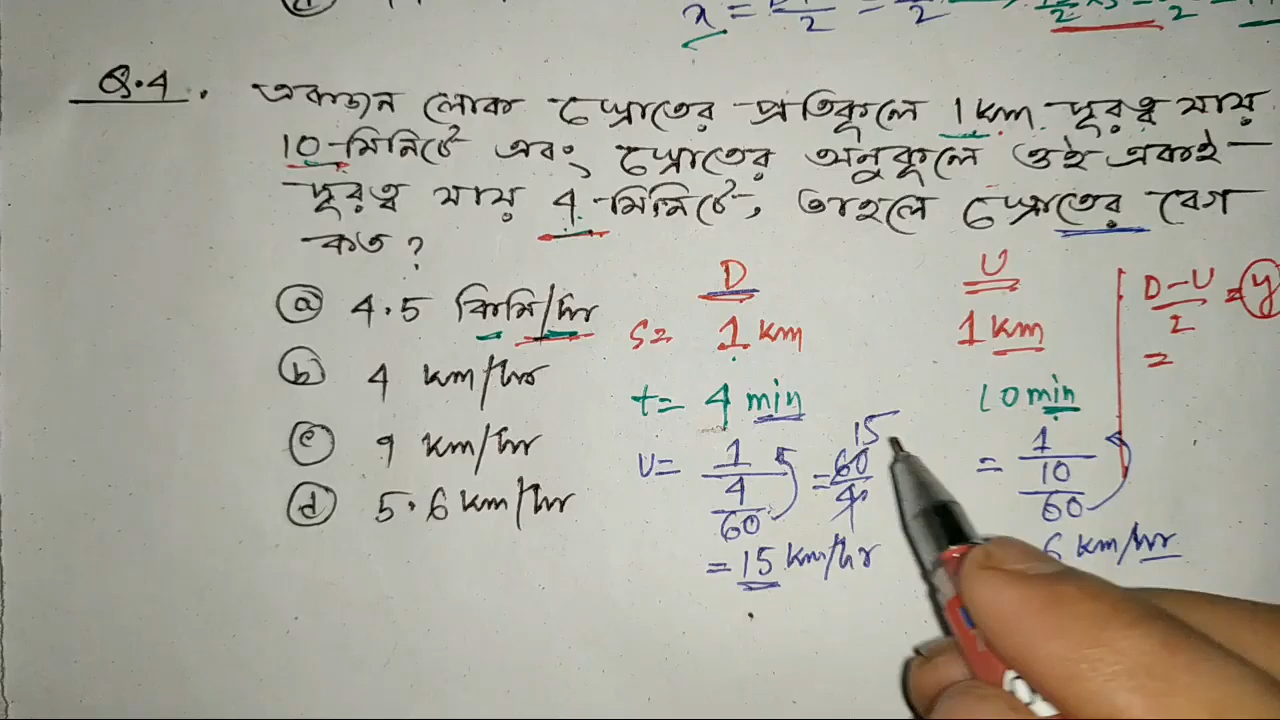 Q.4. একজন লোক স্রোতের প্রতিকূলে 1 km দূরত্ব যায়
10 মিনিটে এবং স্রোতের অনুকূলে ওই একই
দূরত্ব যায় 4 মিনিটে, তাহলে স্রোতের বেগ
কত?
ⓐ 4.5 কিমি/hr
ⓑ 4 km/hr
ⓒ 9 km/hr
ⓓ 5.6 km/hr
D U
S= 1 km 1 km
t= 4 min 10 min
v= 1/(4/60) = 60/4 15 = 1/(10/60)
= 15 km/hr 6 km/hr
(D-U)/2 = y
=